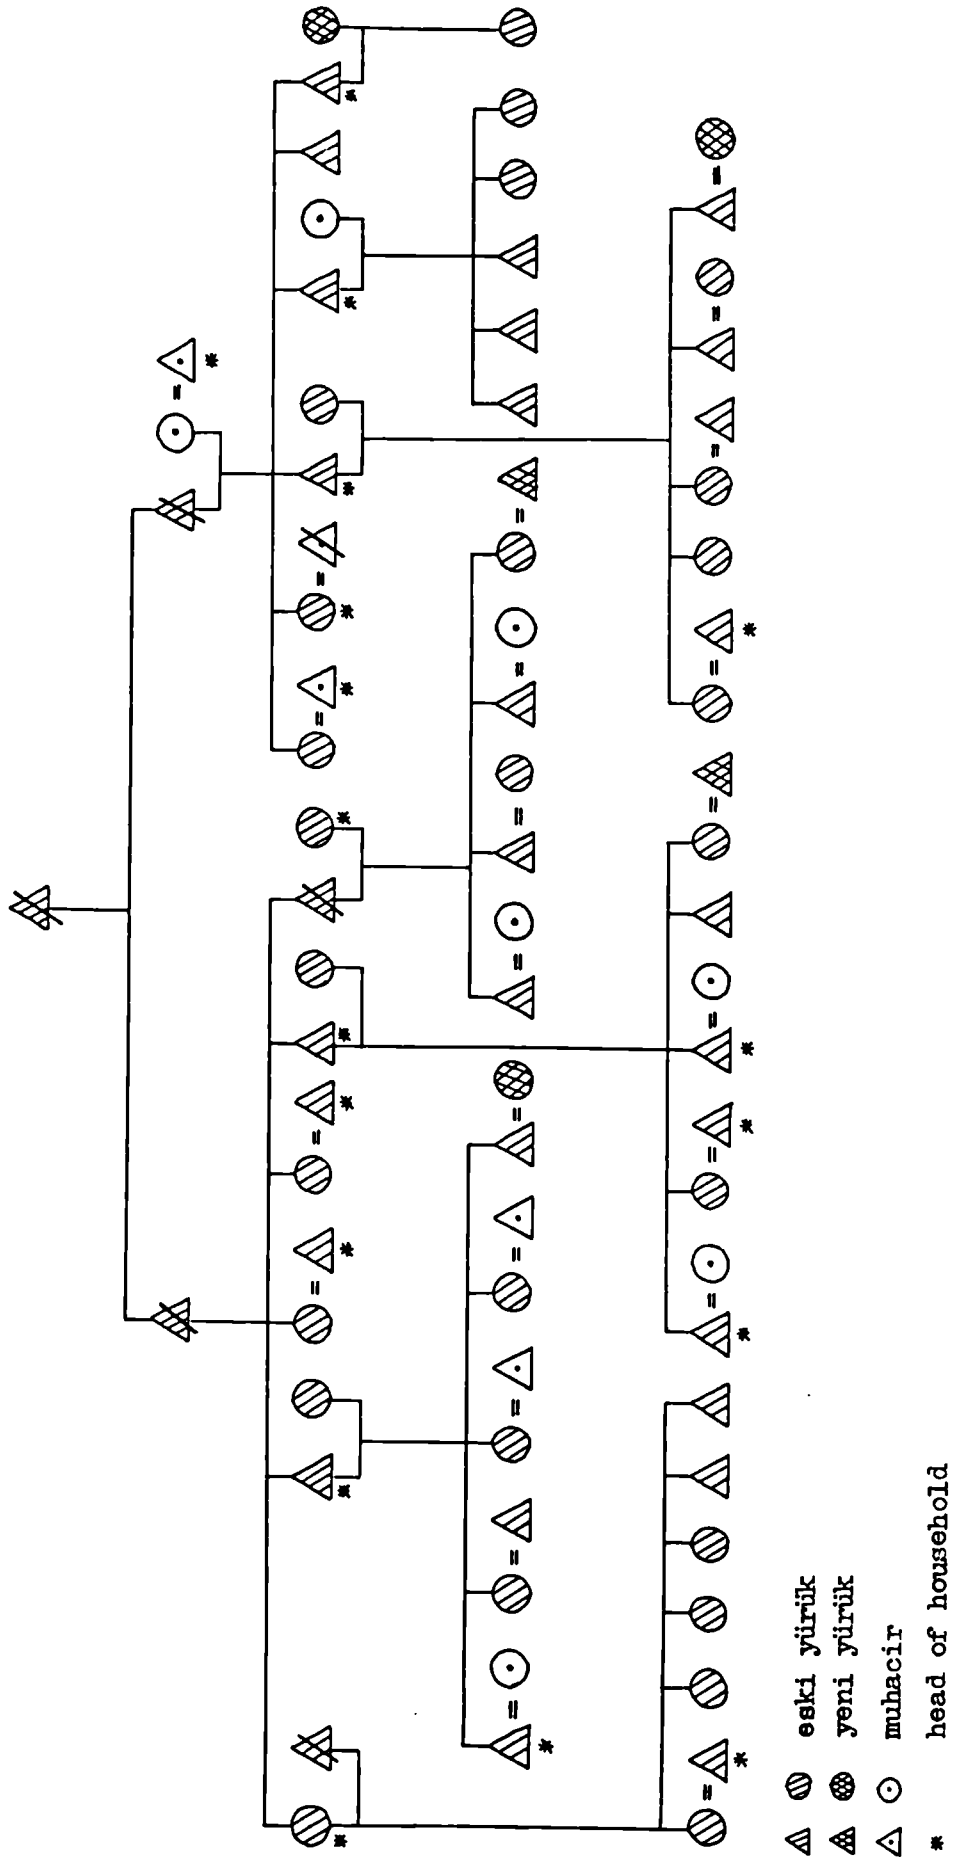 eski yürük
yeni yürük
muhacir
* head of household